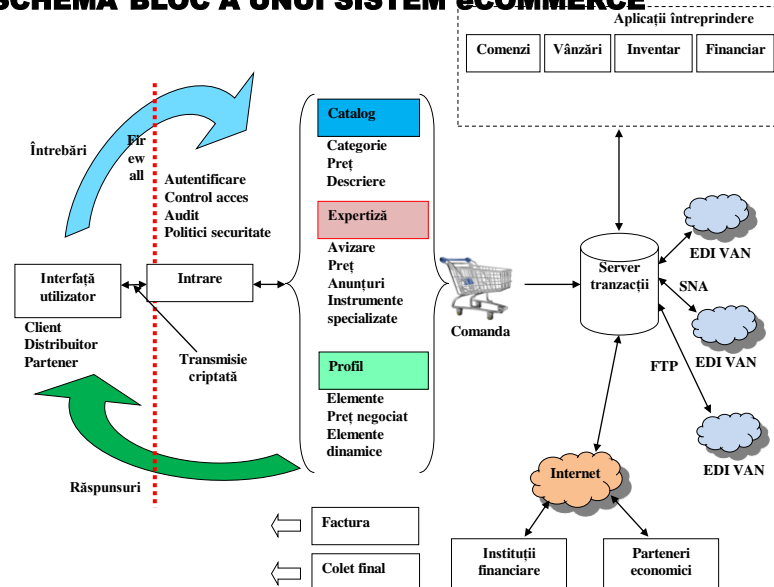 SCHEMA BLOC A UNUI SISTEM eCOMMERCE
Aplicații întreprindere
Comenzi
Vânzări
Inventar
Financiar
Întrebări
Fir
ew
all
Autentificare
Control acces
Audit
Politici securitate
Interfață
utilizator
Intrare
Client
Distribuitor
Partener
Transmisie
criptată
Răspunsuri
Catalog
Categorie
Preț
Descriere
Expertiză
Avizare
Preț
Anunțuri
Instrumente
specializate
Profil
Elemente
Preț negociat
Elemente
dinamice
Comanda
Server
tranzacții
EDI VAN
SNA
EDI VAN
FTP
EDI VAN
Internet
Instituții
financiare
Parteneri
economici
Factura
Colet final